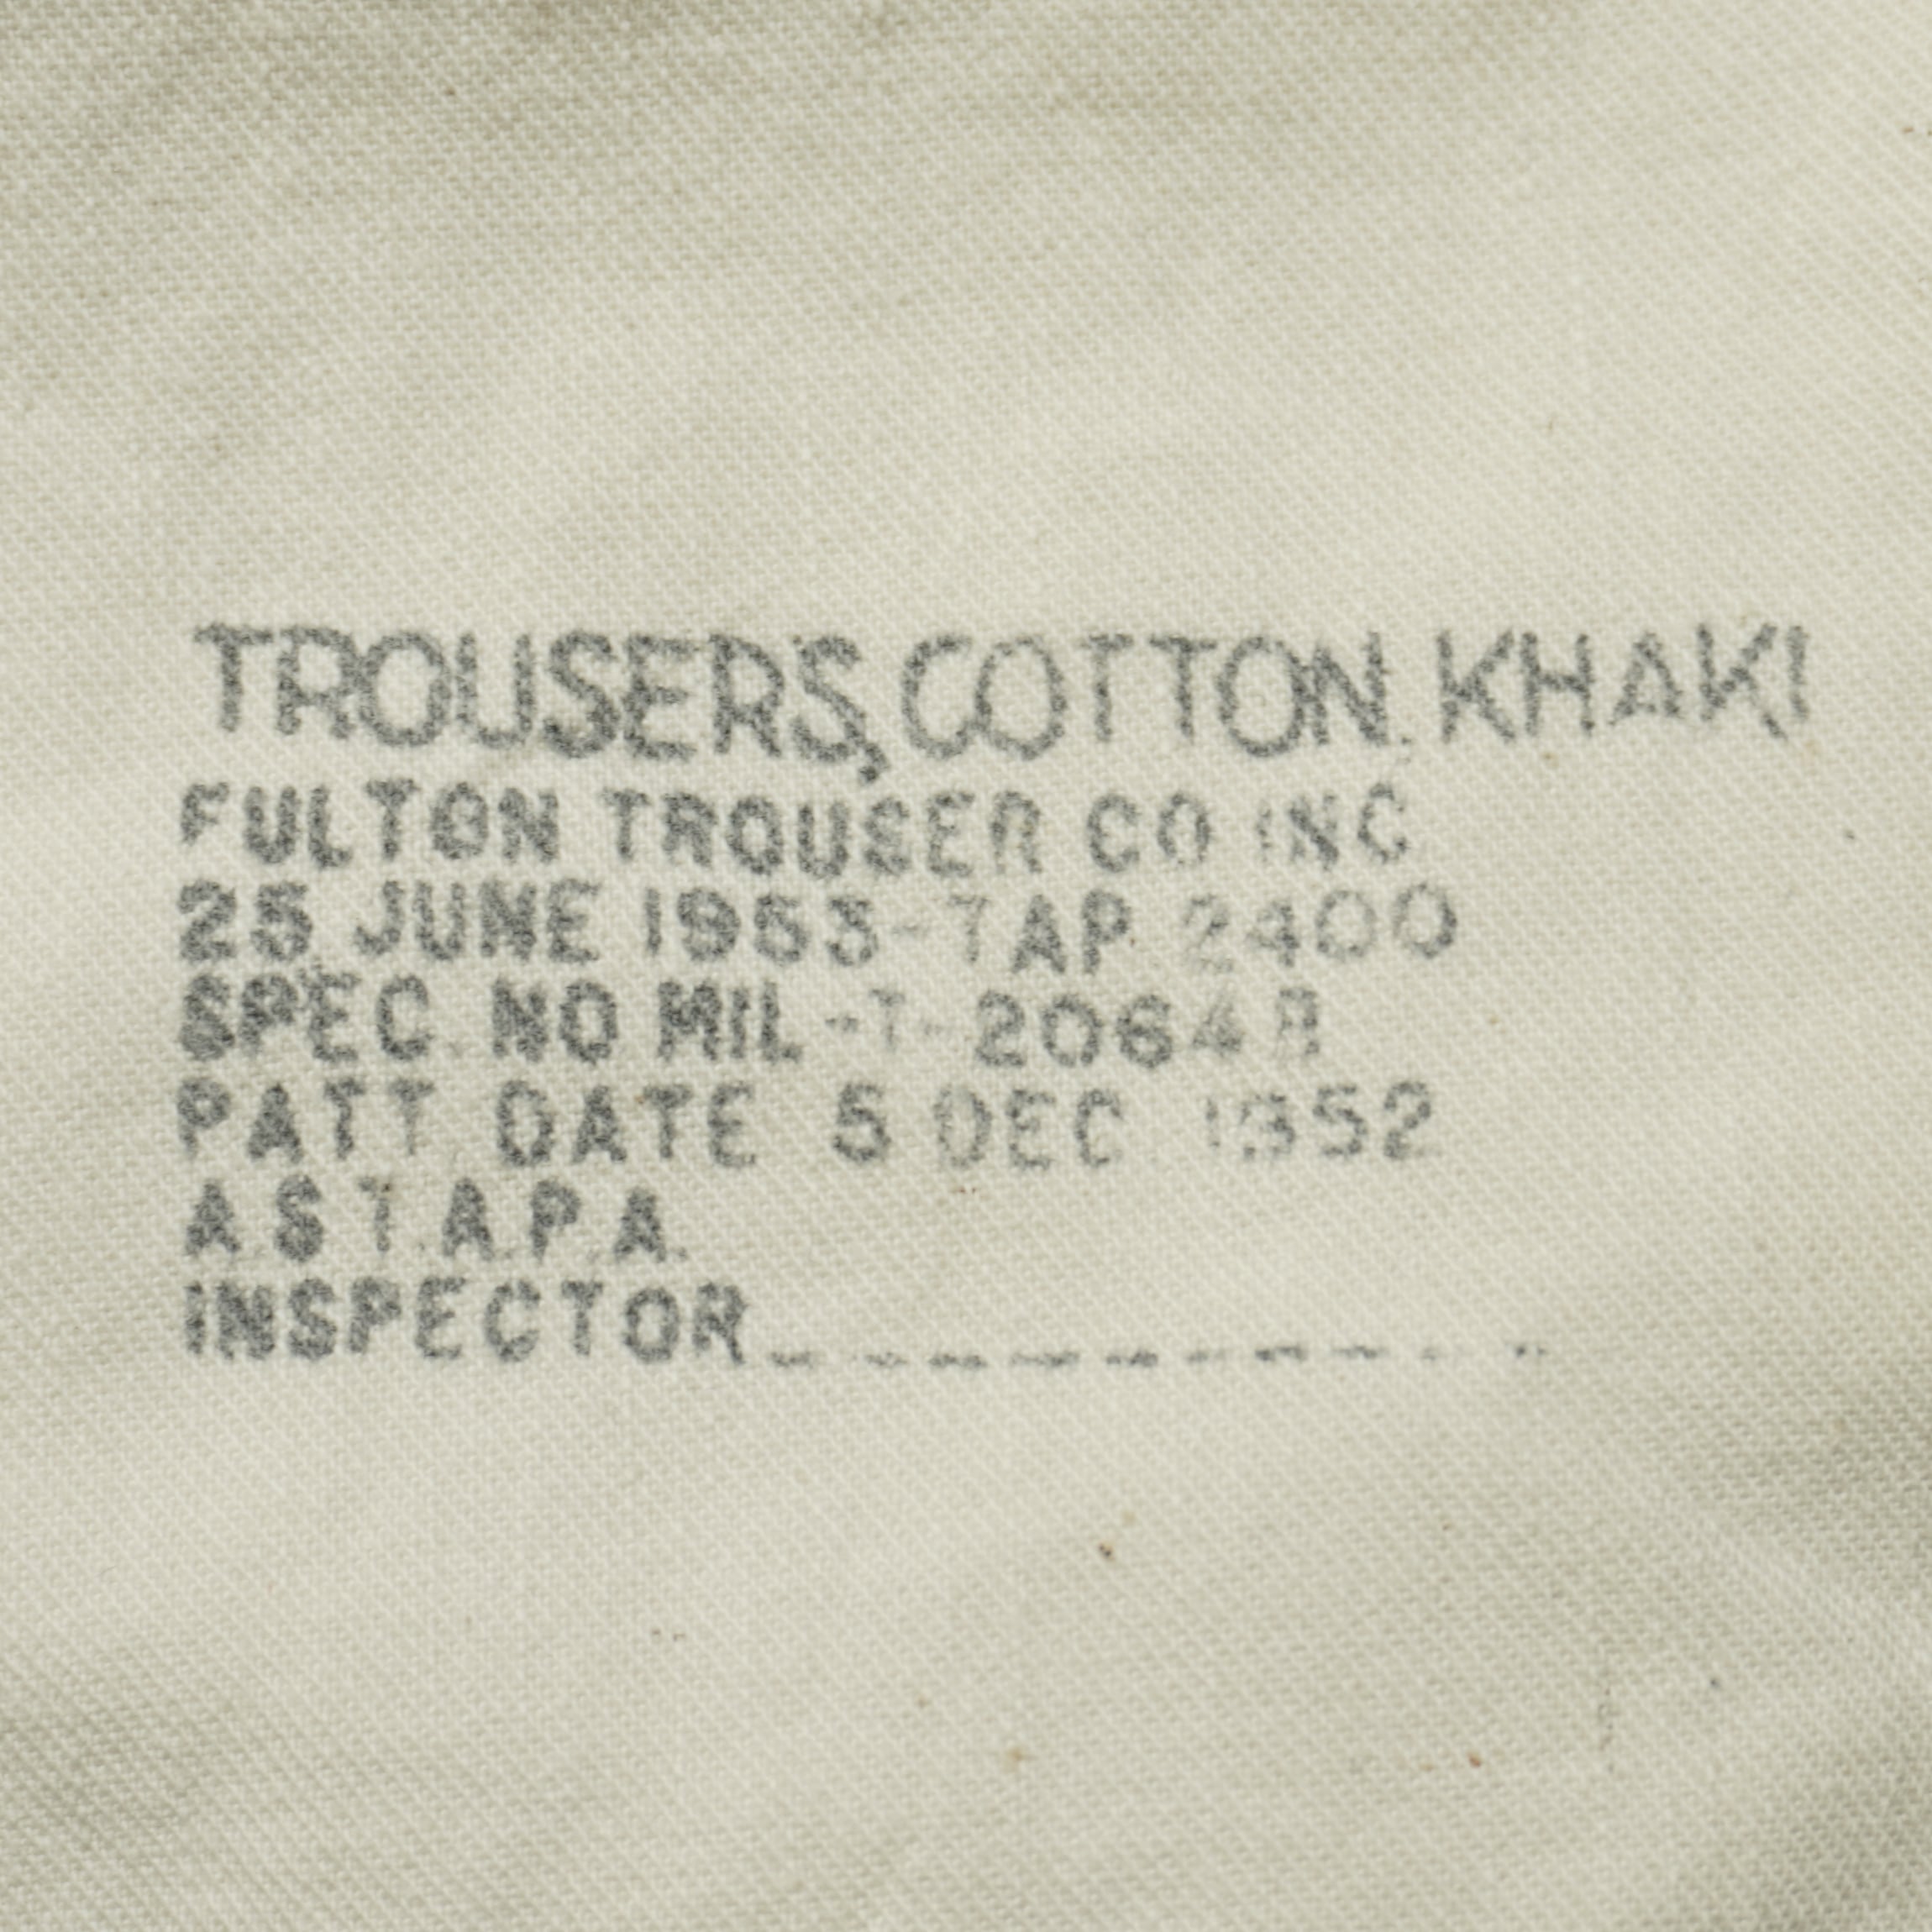 TROUSERS, COTTON. KHAKI
FULTON TROUSER CO INC
25 JUNE 1953-TAP. 2400
SPEC. NO MIL-T-2064B
PATT DATE 5 DEC. 1952
A.S.T.A.P.A.
INSPECTOR_ _ _ _ _ _ _ _ _ _